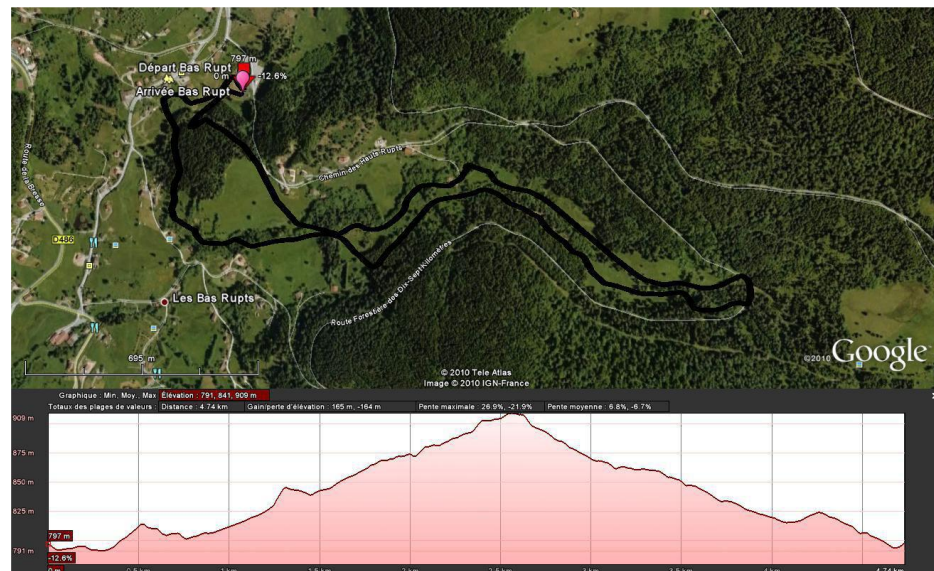 797 m
Départ Bas Rupt
0 m
-12.6%
Arrivée Bas Rupt
Route de la Bresse
Chemin des Hauts Rupts
D486
Route Forestière des Dix-Sept Kilomètres
Les Bas Rupts
695 m
©2010 Google
© 2010 Tele Atlas
Image © 2010 IGN-France
Graphique : Min, Moy., Max Élévation : 791, 841, 909 m
Totaux des plages de valeurs : Distance : 4.74 km Gain/perte d'élévation : 165 m, -164 m Pente maximale : 26.9%, -21.9% Pente moyenne : 6.8%, -6.7%
909 m
875 m
850 m
825 m
797 m
791 m
-12.6%
0 m 0.5 km 1 km 1.5 km 2 km 2.5 km 3 km 3.5 km 4 km 4.74 km